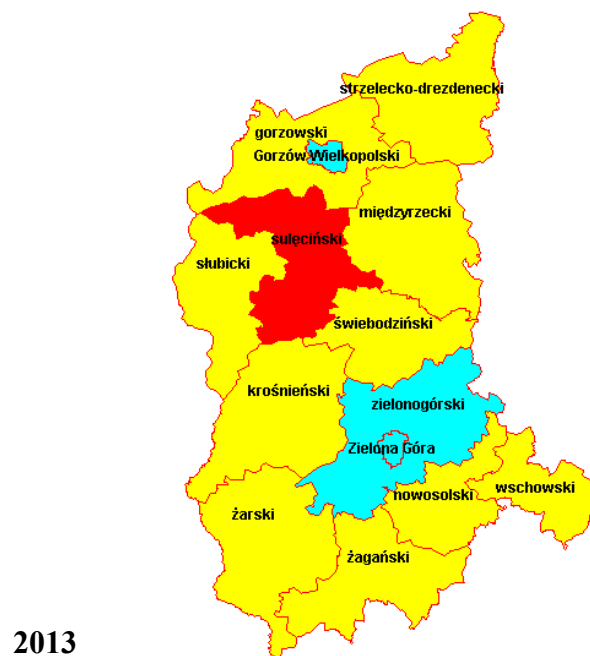 strzelecko-drezdenecki
gorzowski
Gorzów Wielkopolski
międzyrzecki
sulęciński
słubicki
świebodziński
krośnieński
zielonogórski
Zielona Góra
wschowski
nowosolski
żarski
żagański
2013